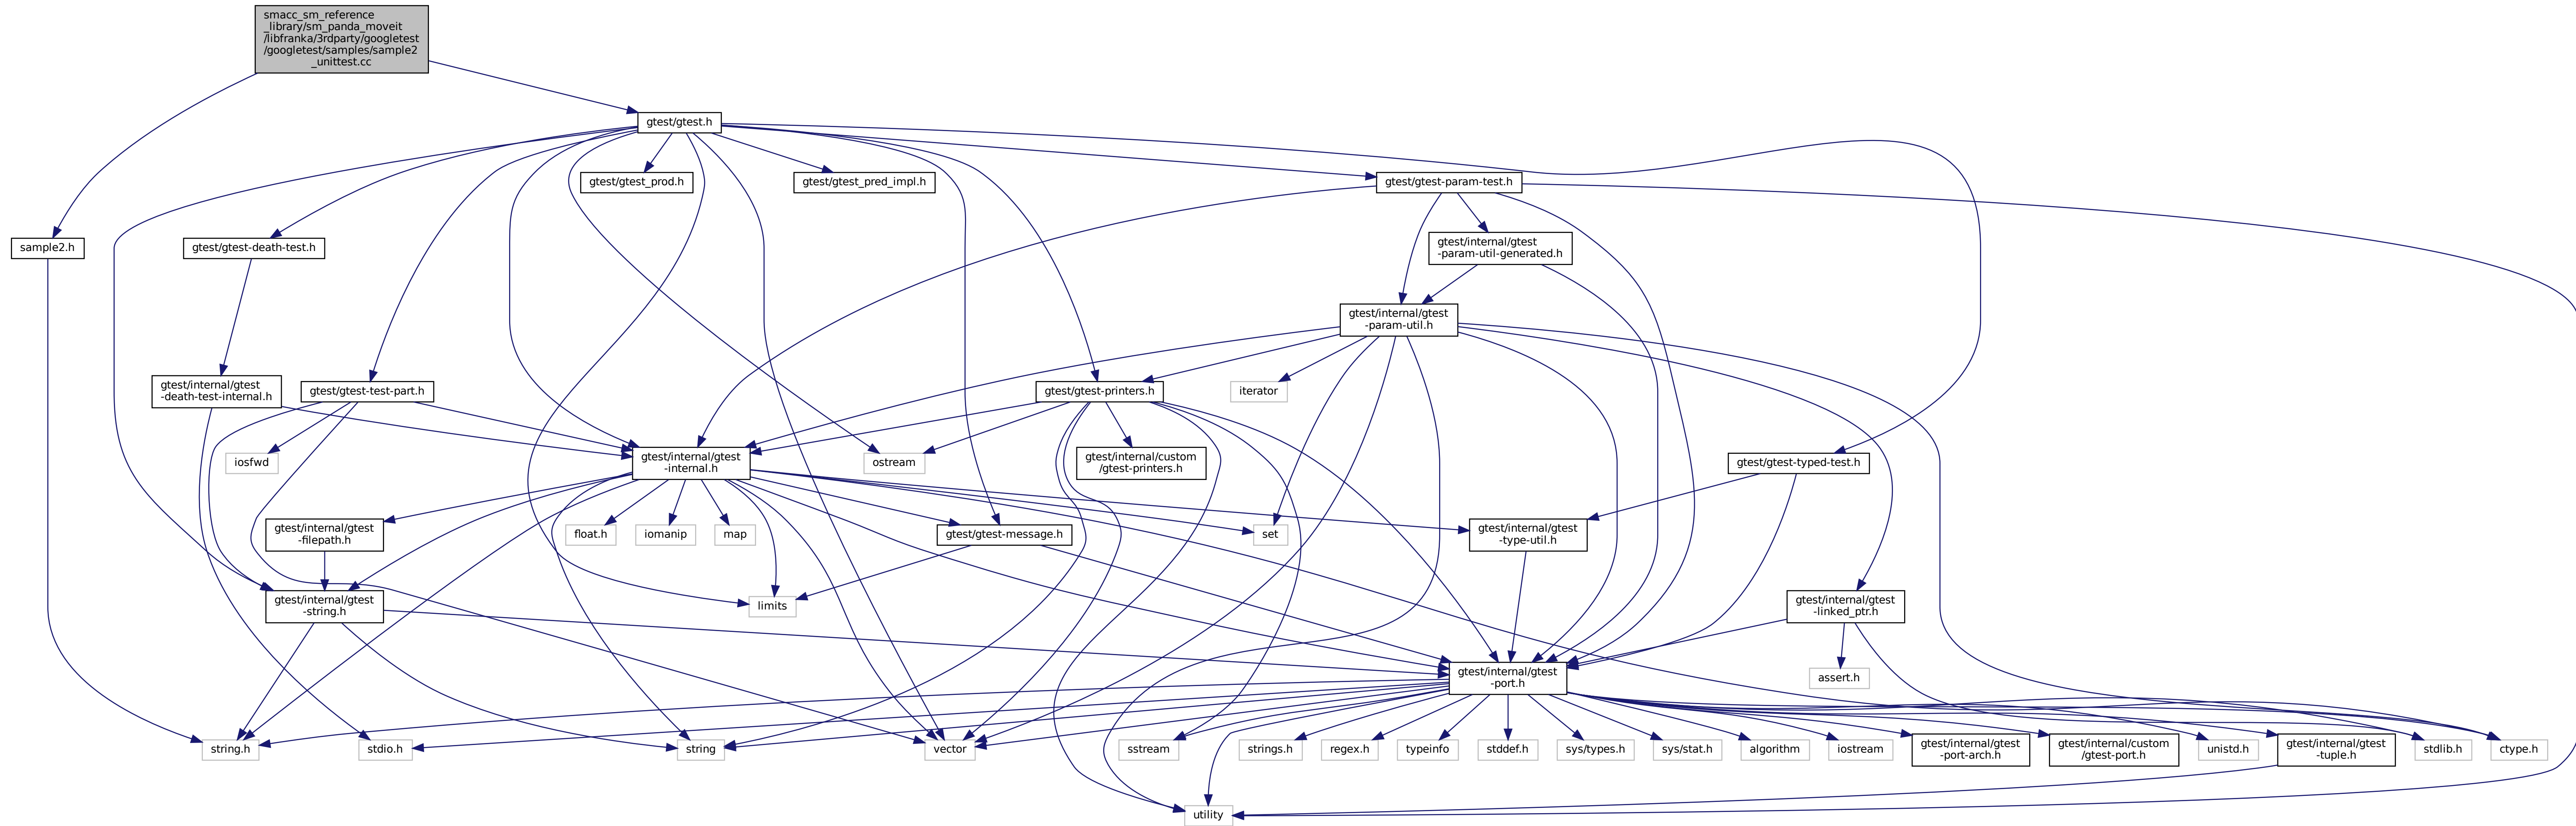 smacc_sm_reference
_library/sm_panda_moveit
/libfranka/3rdparty/googletest
/googletest/samples/sample2
_unittest.cc
gtest/gtest.h
gtest/gtest_prod.h
gtest/gtest_pred_impl.h
gtest/gtest-param-test.h
sample2.h
gtest/gtest-death-test.h
gtest/internal/gtest
-param-util-generated.h
gtest/internal/gtest
-param-util.h
gtest/internal/gtest
-death-test-internal.h
gtest/gtest-test-part.h
gtest/gtest-printers.h
iterator
iosfwd
gtest/internal/gtest
-internal.h
ostream
gtest/internal/custom
/gtest-printers.h
gtest/gtest-typed-test.h
gtest/internal/gtest
-filepath.h
float.h
iomanip
map
gtest/gtest-message.h
set
gtest/internal/gtest
-type-util.h
gtest/internal/gtest
-string.h
limits
gtest/internal/gtest
-linked_ptr.h
gtest/internal/gtest
-port.h
assert.h
string.h
stdio.h
string
vector
sstream
strings.h
regex.h
typeinfo
stddef.h
sys/types.h
sys/stat.h
algorithm
iostream
gtest/internal/gtest
-port-arch.h
gtest/internal/custom
/gtest-port.h
unistd.h
gtest/internal/gtest
-tuple.h
stdlib.h
ctype.h
utility